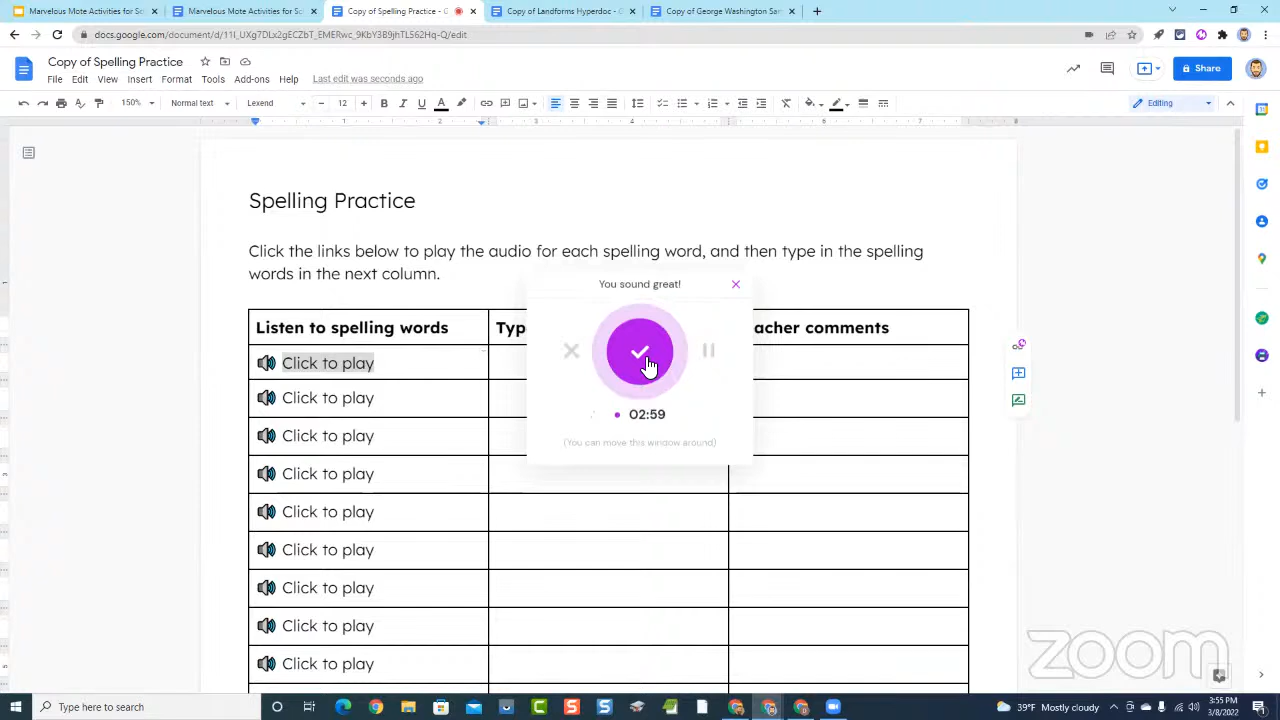 Marvelous Mote Activities for Sc
Marvelous Mote Activities for Sc
Copy of Spelling Practice - G
Copy of Landforms Hyperdoc - G
Copy of George Washington Sen
docs.google.com/document/d/11l_UXg7DLx2gECZbT_EMERwc_9KbY3B9jhTL562Hq-Q/edit
Copy of Spelling Practice
File Edit View Insert Format Tools Add-ons Help Last edit was seconds ago
Share
150% Normal text Lexend 12 Editing
Spelling Practice
Click the links below to play the audio for each spelling word, and then type in the spelling
words in the next column.
You sound great!
Listen to spelling words
Typ
acher comments
Click to play
Click to play
02:59
Click to play
(You can move this window around)
Click to play
Click to play
Click to play
Click to play
Click to play
Click to play
zoom
Type here to search
39°F Mostly cloudy
3:55 PM
3/8/2022